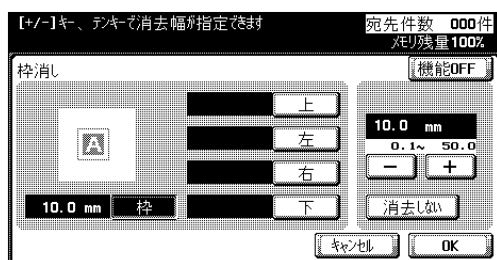 [+/-]キー、テンキーで消去幅が指定できます
宛先件数 000件
メモリ残量100%
枠消し
機能OFF
上
A
左
右
10.0 mm 枠
下
10.0 mm
0.1~ 50.0
− +
消去しない
キャンセル
OK